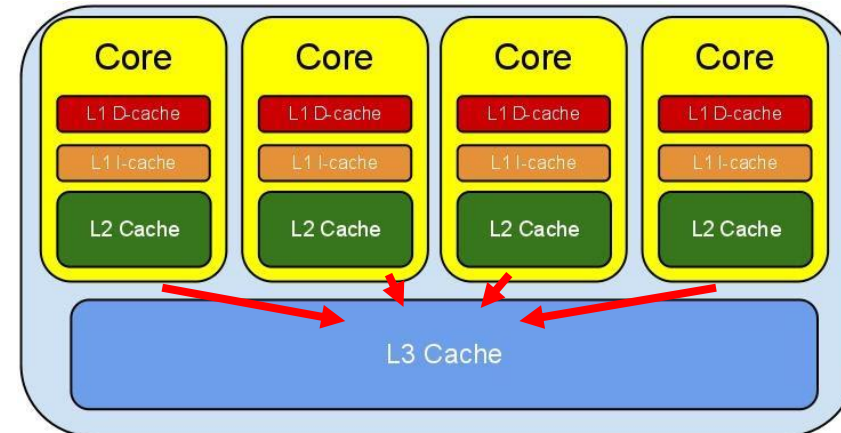 Core Core Core Core
L1 D-cache L1 D-cache L1 D-cache L1 D-cache
L1 I-cache L1 I-cache L1 I-cache L1 I-cache
L2 Cache L2 Cache L2 Cache L2 Cache
L3 Cache